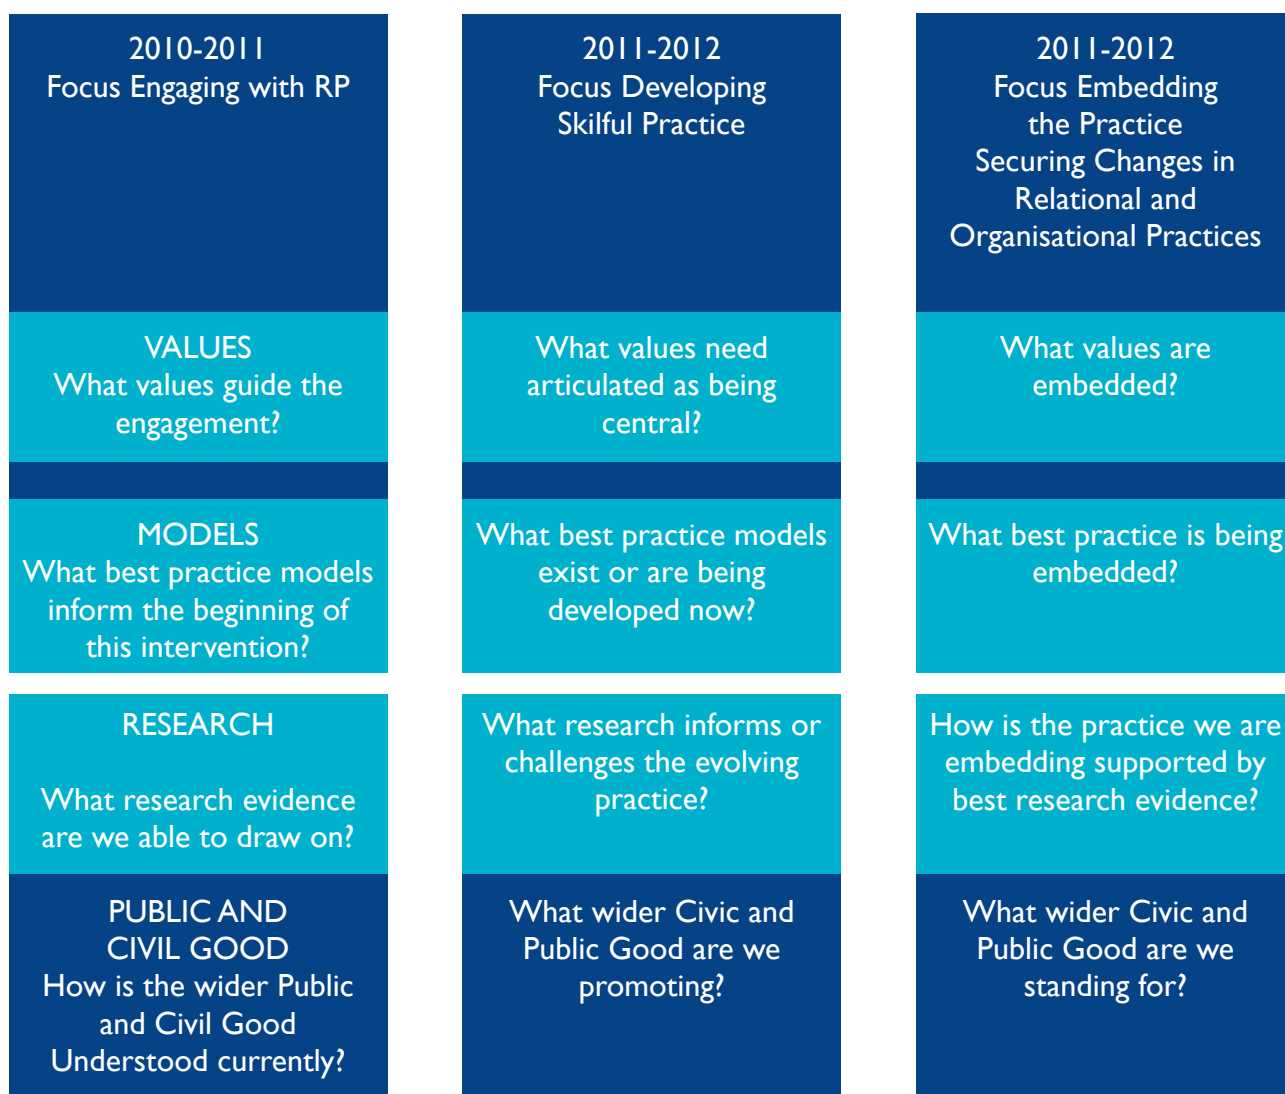 2010-2011
Focus Engaging with RP
VALUES
What values guide the
engagement?
MODELS
What best practice models
inform the beginning of
this intervention?
RESEARCH
What research evidence
are we able to draw on?
PUBLIC AND
CIVIL GOOD
How is the wider Public
and Civil Good
Understood currently?
2011-2012
Focus Developing
Skilful Practice
What values need
articulated as being
central?
What best practice models
exist or are being
developed now?
What research informs or
challenges the evolving
practice?
What wider Civic and
Public Good are we
promoting?
2011-2012
Focus Embedding
the Practice
Securing Changes in
Relational and
Organisational Practices
What values are
embedded?
What best practice is being
embedded?
How is the practice we are
embedding supported by
best research evidence?
What wider Civic and
Public Good are we
standing for?